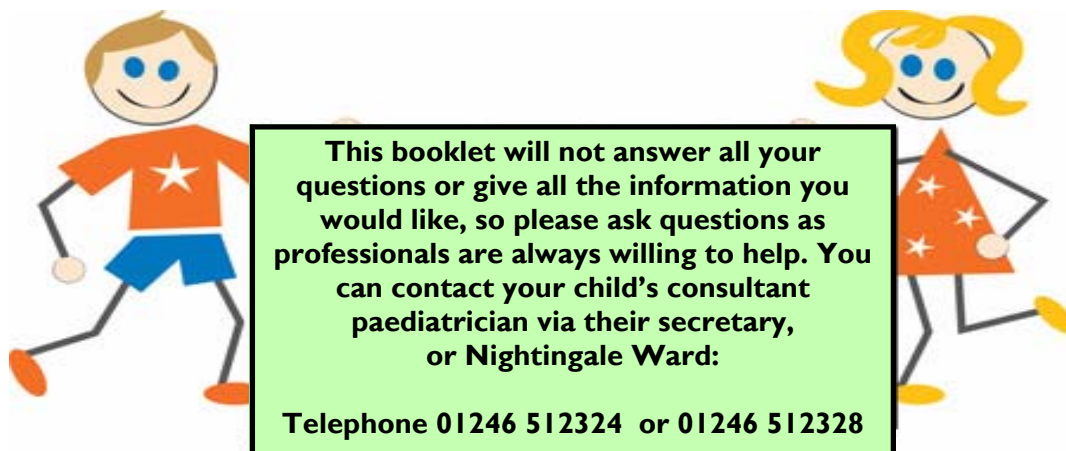 This booklet will not answer all your
questions or give all the information you
would like, so please ask questions as
professionals are always willing to help. You
can contact your child’s consultant
paediatrician via their secretary,
or Nightingale Ward:
Telephone 01246 512324 or 01246 512328